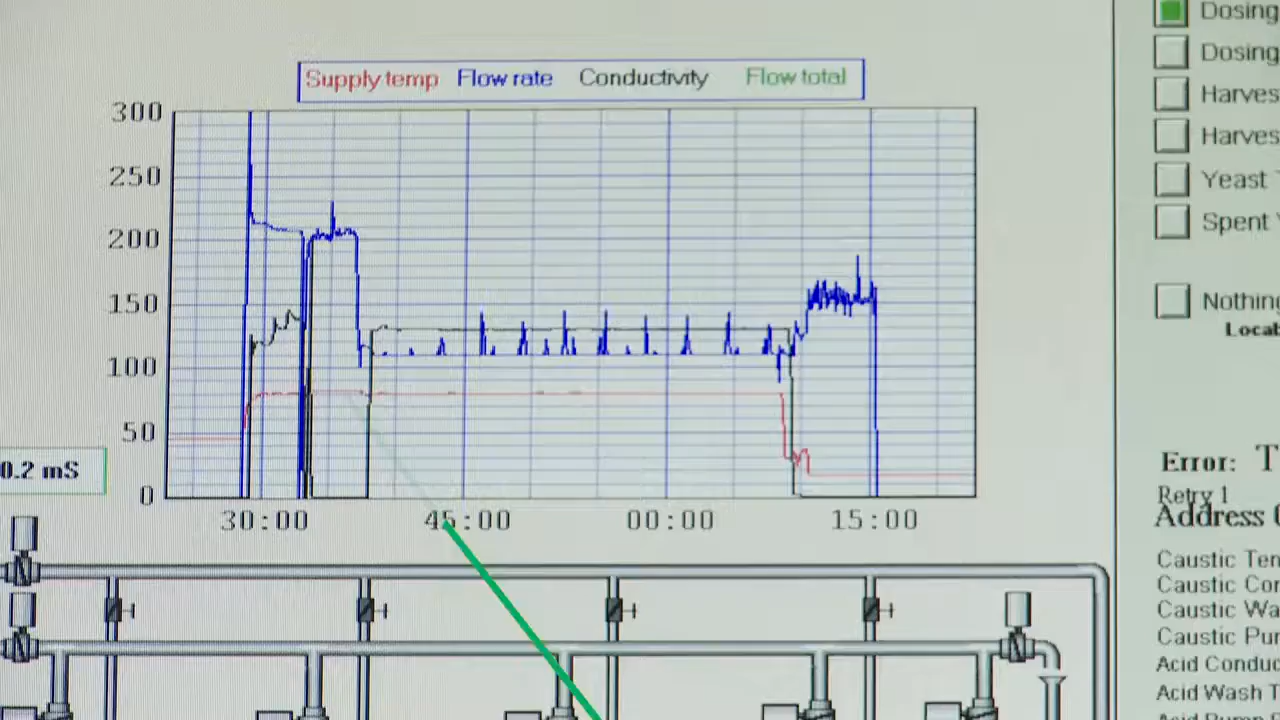 Supply temp Flow rate Conductivity Flow total
300
250
200
150
100
50
0
30:00 45:00 00:00 15:00
0.2 mS
Dosing
Dosing
Harves
Harves
Yeast
Spent
Nothing
Locab
Error: T
Retry 1
Address
Caustic Ten
Caustic Cor
Caustic Wa
Caustic Pur
Acid Conduc
Acid Wash T